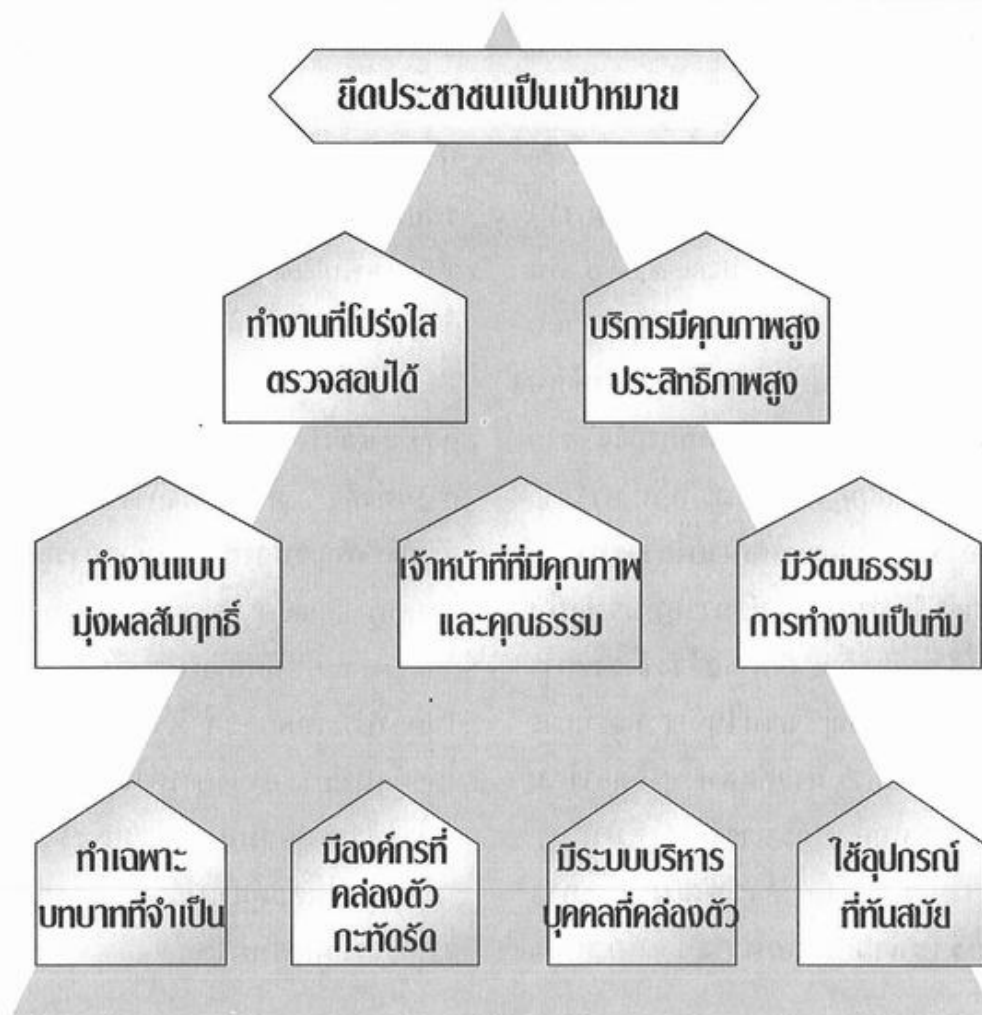 ยึดประชาชนเป็นเป้าหมาย
ทำงานที่โปร่งใส
ตรวจสอบได้
บริการมีคุณภาพสูง
ประสิทธิภาพสูง
ทำงานแบบ
มุ่งผลสัมฤทธิ์
เจ้าหน้าที่ที่มีคุณภาพ
และคุณธรรม
มีวัฒนธรรม
การทำงานเป็นทีม
ทำเฉพาะ
บทบาทที่จำเป็น
มีองค์กรที่
คล่องตัว
กะทัดรัด
มีระบบบริหาร
บุคคลที่คล่องตัว
ใช้อุปกรณ์
ที่ทันสมัย